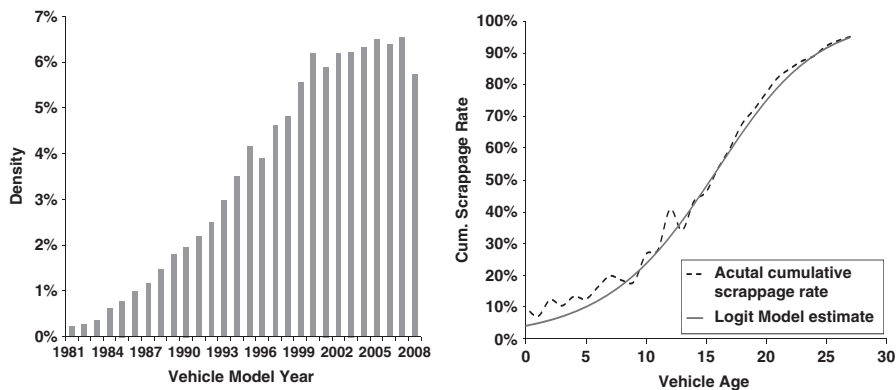 7%
6%
5%
4%
3%
2%
1%
0%
Density
1981 1984 1987 1990 1993 1996 1999 2002 2005 2008
Vehicle Model Year
100%
90%
80%
70%
60%
50%
40%
30%
20%
10%
0%
Cum. Scrappage Rate
Acutal cumulative
scrappage rate
Logit Model estimate
0 5 10 15 20 25 30
Vehicle Age